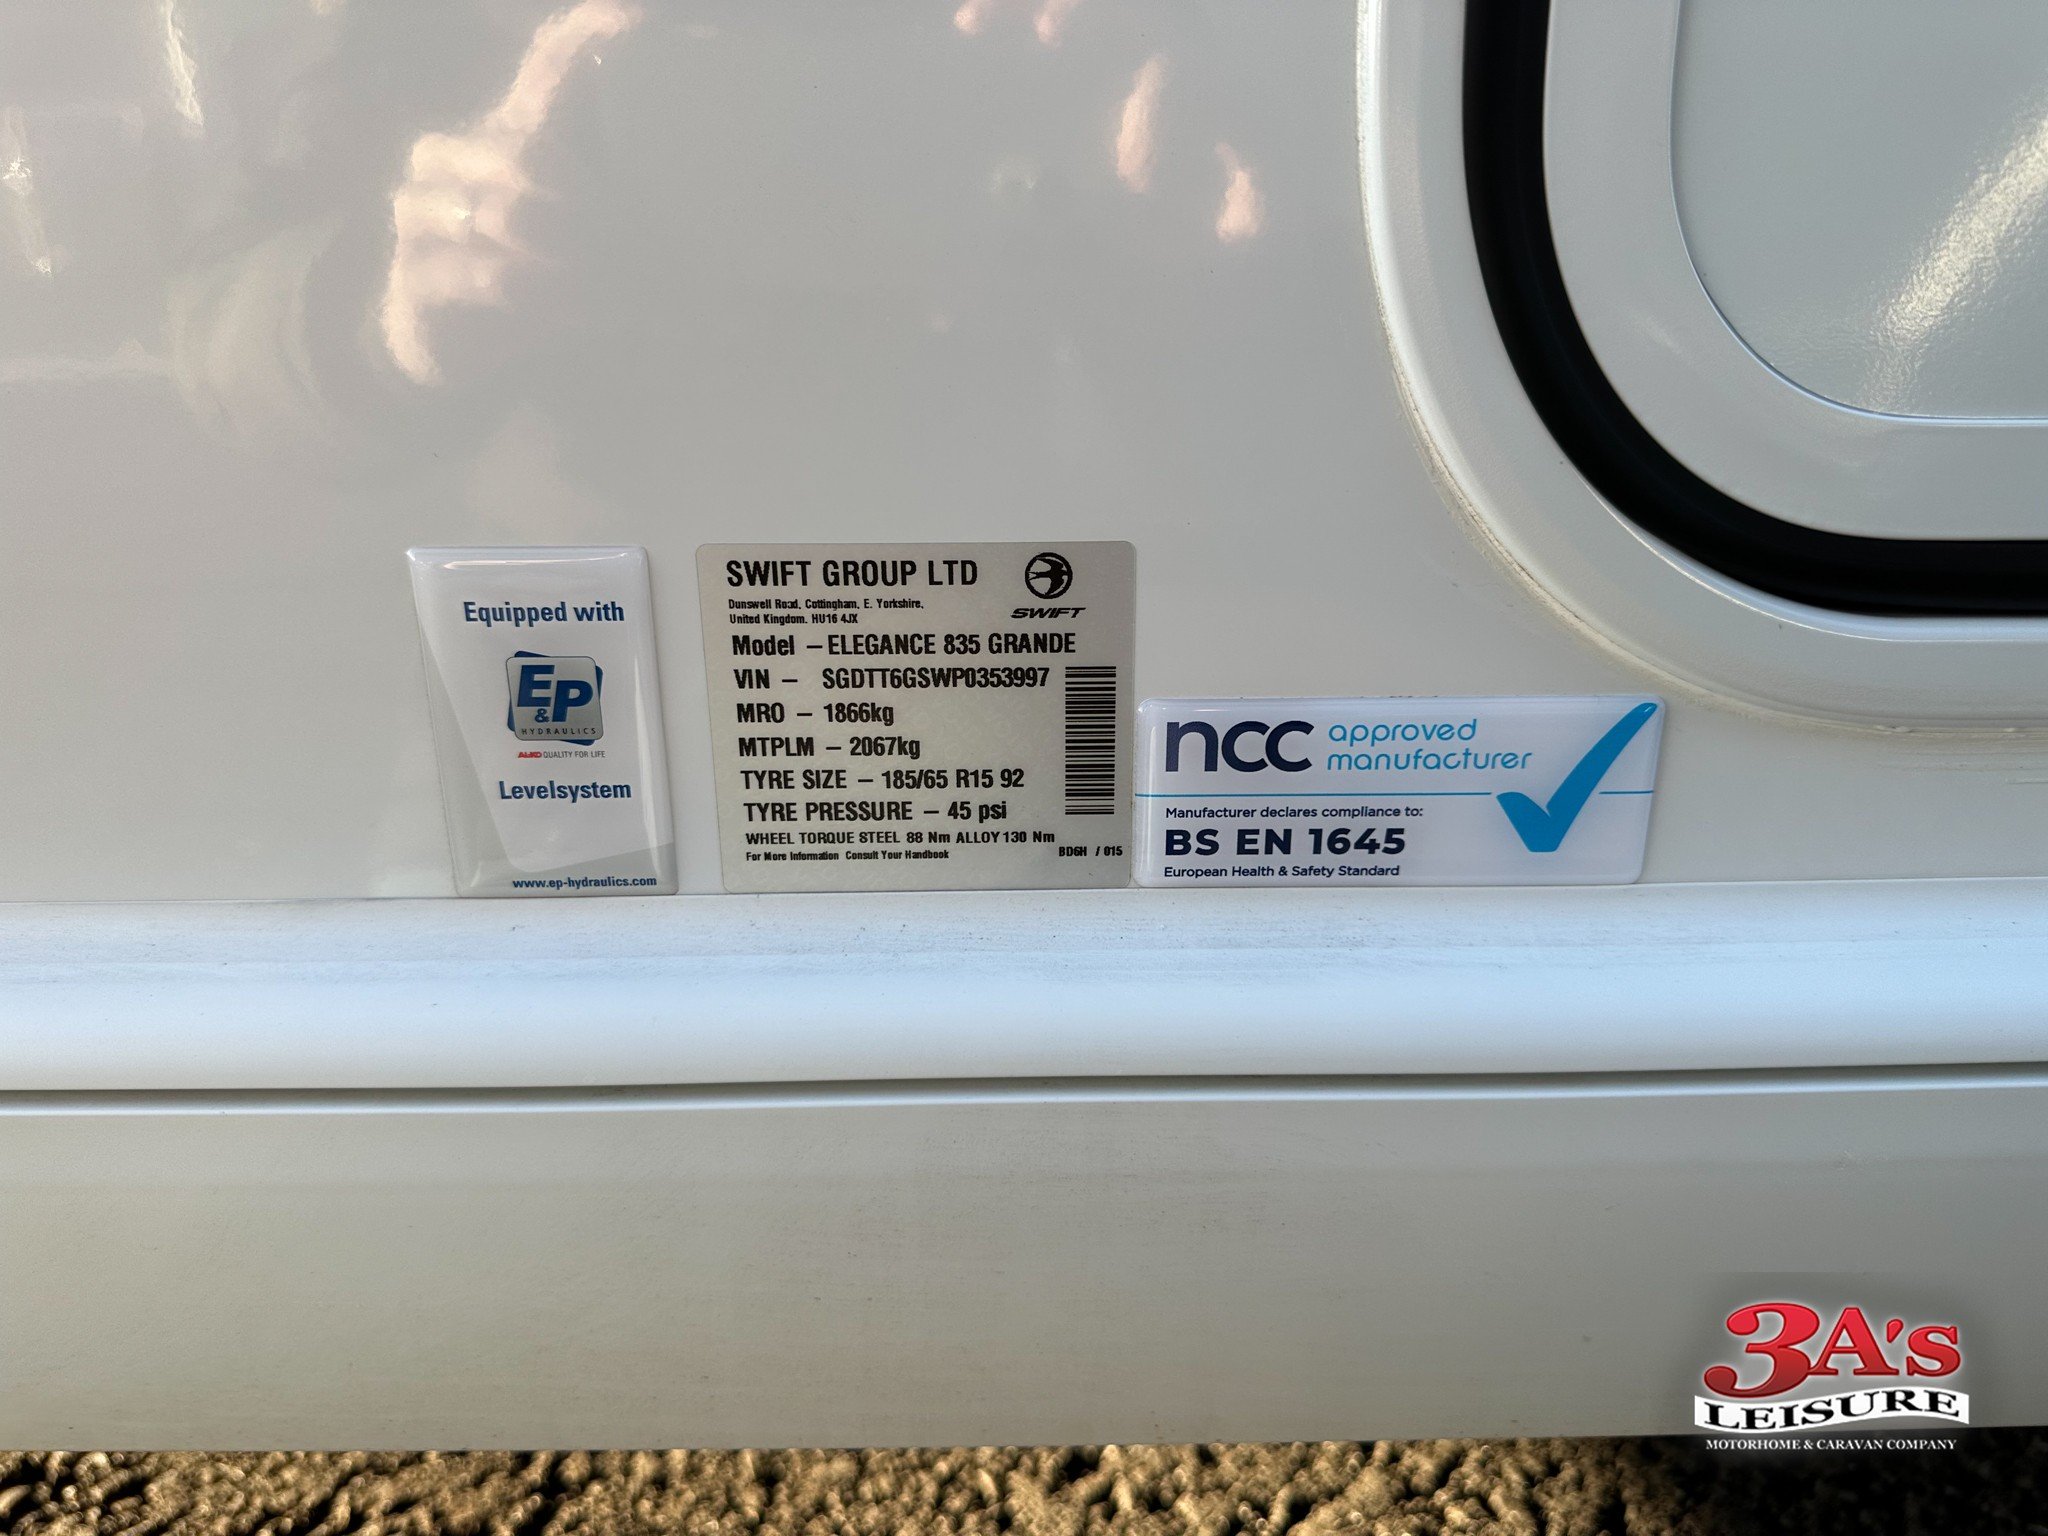 Equipped with
E&P
HYDRAULICS
AL-KO QUALITY FOR LIFE
Levelsystem
www.ep-hydraulics.com
SWIFT GROUP LTD
SWIFT
Dunswell Road, Cottingham, E. Yorkshire,
United Kingdom. HU16 4JX
Model – ELEGANCE 835 GRANDE
VIN – SGDTT6GSWP0353997
MRO – 1866kg
MTPLM – 2067kg
TYRE SIZE – 185/65 R15 92
TYRE PRESSURE – 45 psi
WHEEL TORQUE STEEL 88 Nm ALLOY 130 Nm
For More Information Consult Your Handbook
BD6H / 015
ncc approved
manufacturer
Manufacturer declares compliance to:
BS EN 1645
European Health & Safety Standard
3A's
LEISURE
MOTORHOME & CARAVAN COMPANY